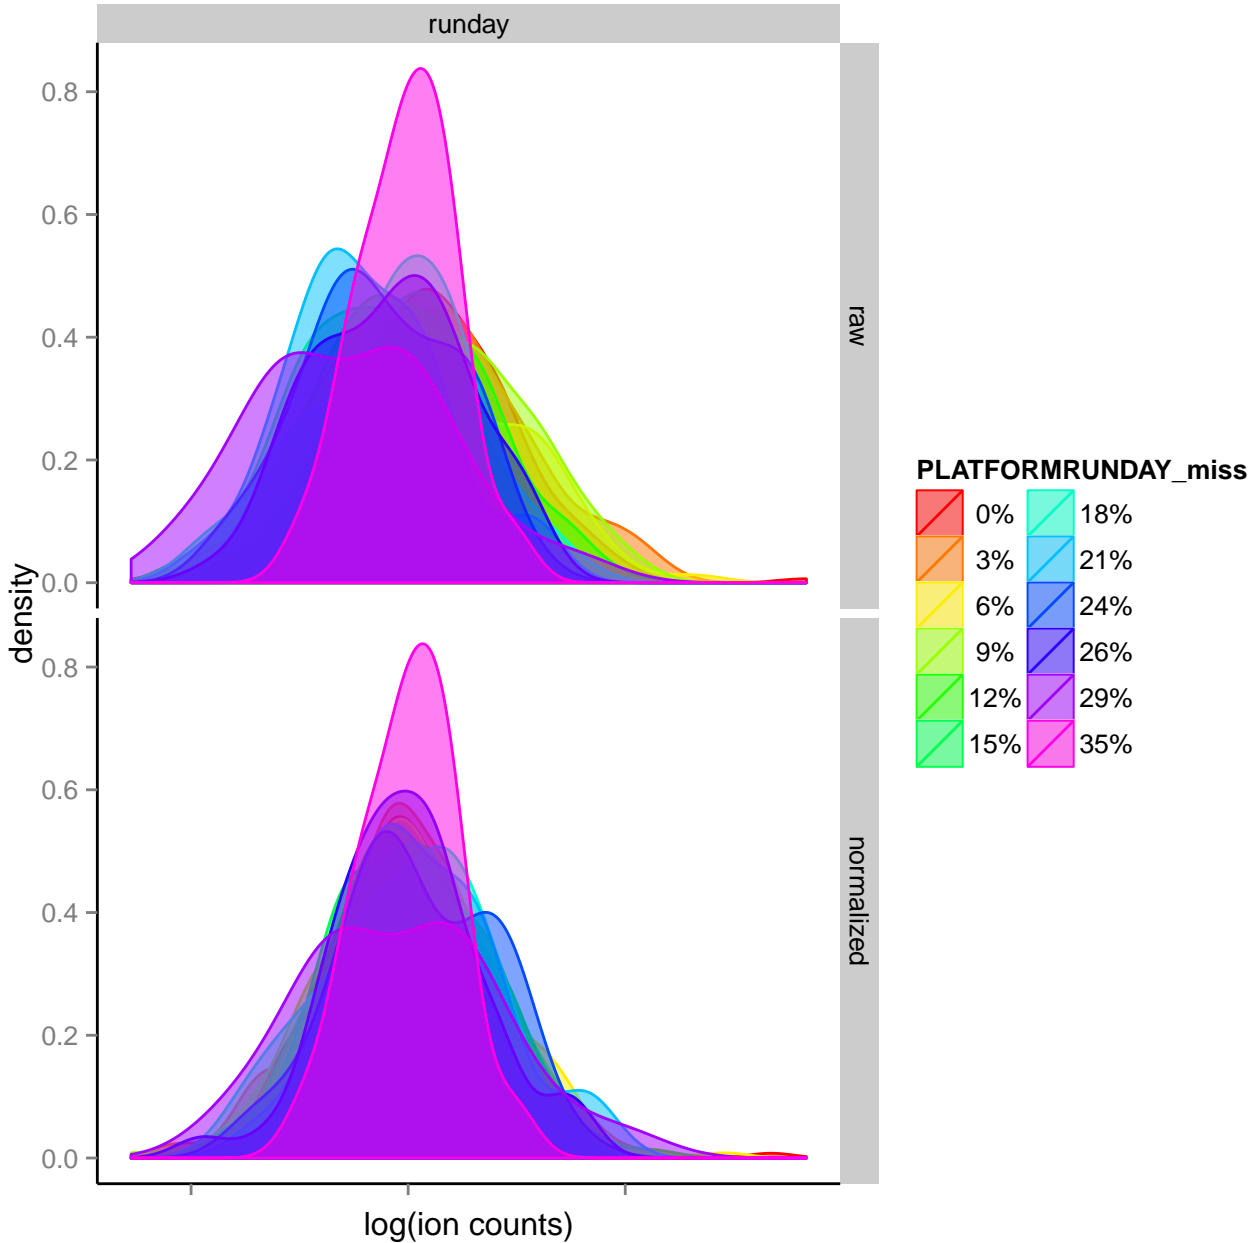 runday
0.8
0.6
0.4
0.2
0.0
raw
density
0.8
0.6
0.4
0.2
0.0
normalized
log(ion counts)
PLATFORMRUNDAY_miss
0% 18%
3% 21%
6% 24%
9% 26%
12% 29%
15% 35%